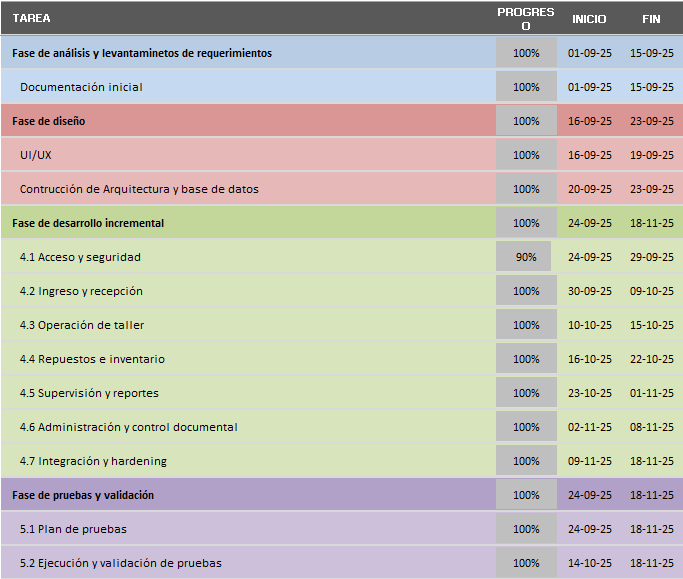 TAREA PROGRESO INICIO FIN
Fase de análisis y levantaminetos de requerimientos 100% 01-09-25 15-09-25
Documentación inicial 100% 01-09-25 15-09-25
Fase de diseño 100% 16-09-25 23-09-25
UI/UX 100% 16-09-25 19-09-25
Contrucción de Arquitectura y base de datos 100% 20-09-25 23-09-25
Fase de desarrollo incremental 100% 24-09-25 18-11-25
4.1 Acceso y seguridad 90% 24-09-25 29-09-25
4.2 Ingreso y recepción 100% 30-09-25 09-10-25
4.3 Operación de taller 100% 10-10-25 15-10-25
4.4 Repuestos e inventario 100% 16-10-25 22-10-25
4.5 Supervisión y reportes 100% 23-10-25 01-11-25
4.6 Administración y control documental 100% 02-11-25 08-11-25
4.7 Integración y hardening 100% 09-11-25 18-11-25
Fase de pruebas y validación 100% 24-09-25 18-11-25
5.1 Plan de pruebas 100% 24-09-25 18-11-25
5.2 Ejecución y validación de pruebas 100% 14-10-25 18-11-25